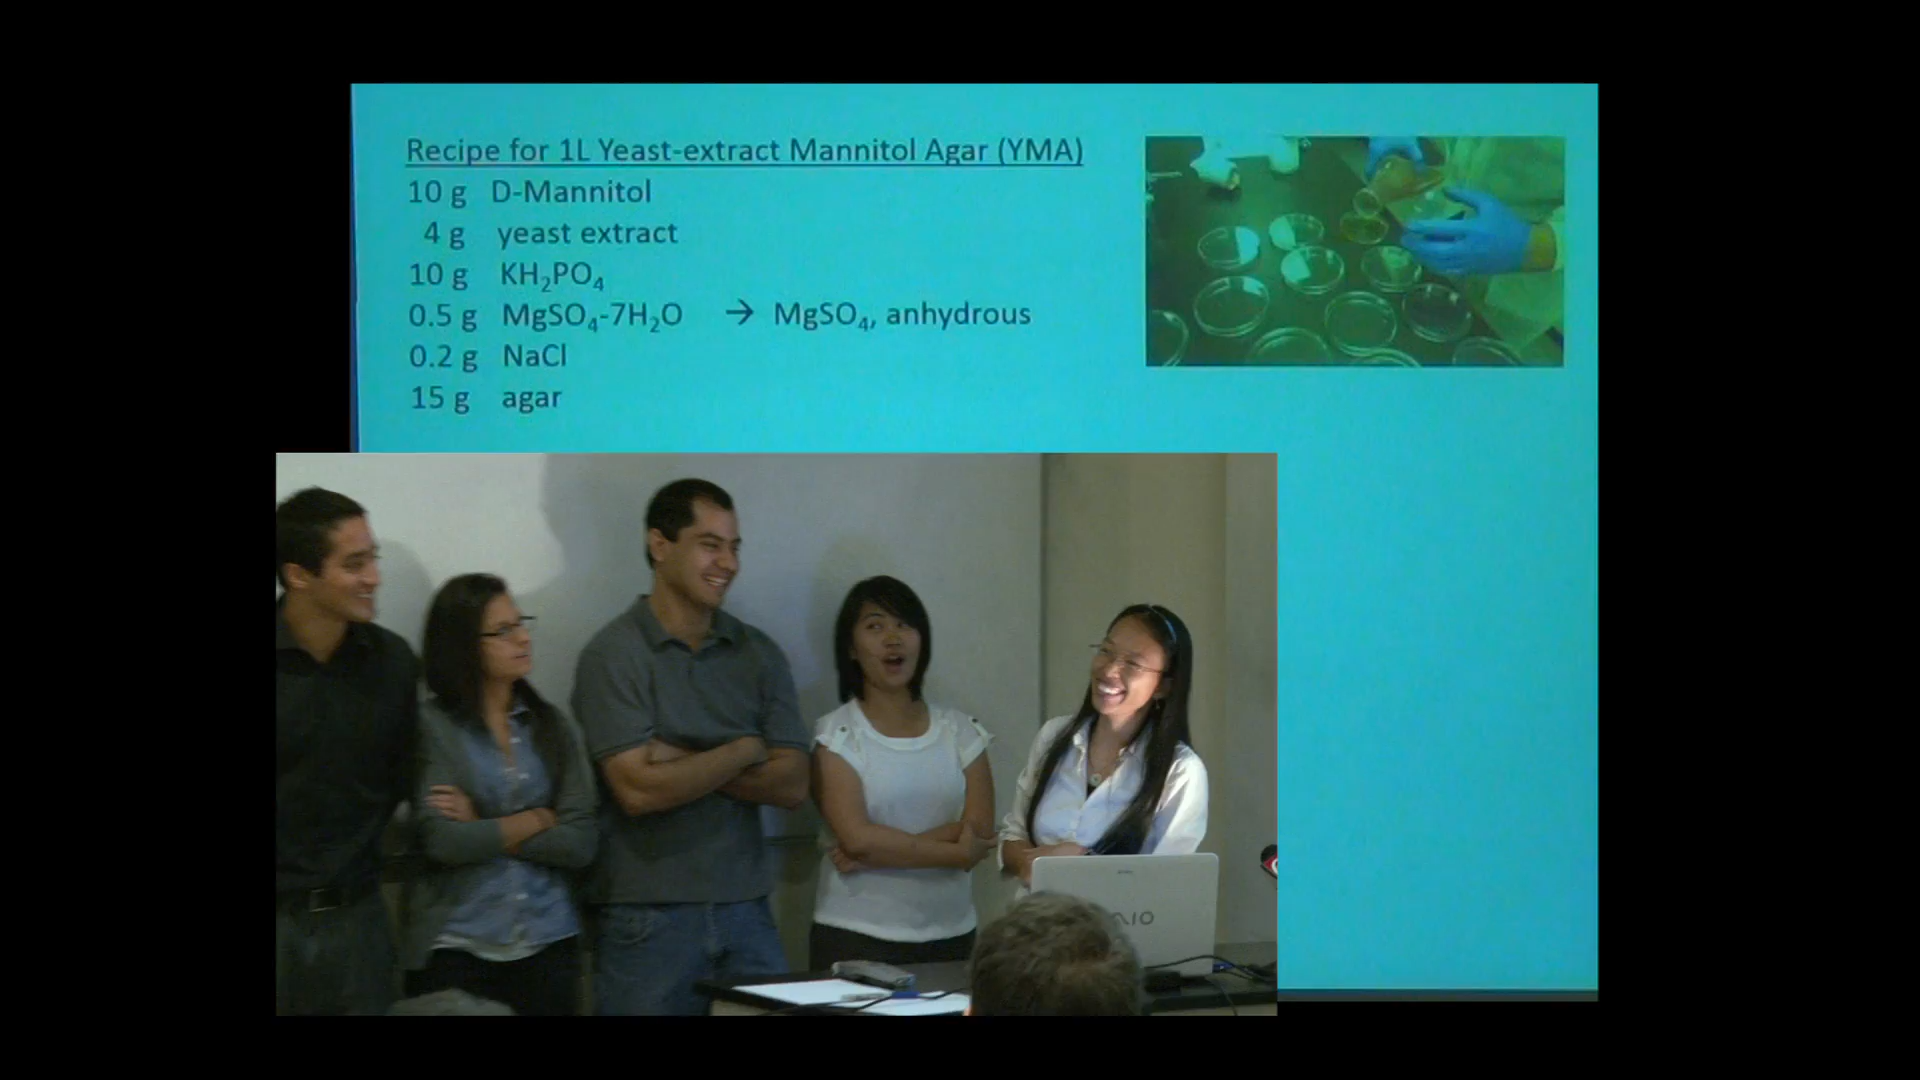 Recipe for 1L Yeast-extract Mannitol Agar (YMA)
10 g D-Mannitol
4 g yeast extract
10 g KH₂PO₄
0.5 g MgSO₄-7H₂O → MgSO₄, anhydrous
0.2 g NaCl
15 g agar
AIO